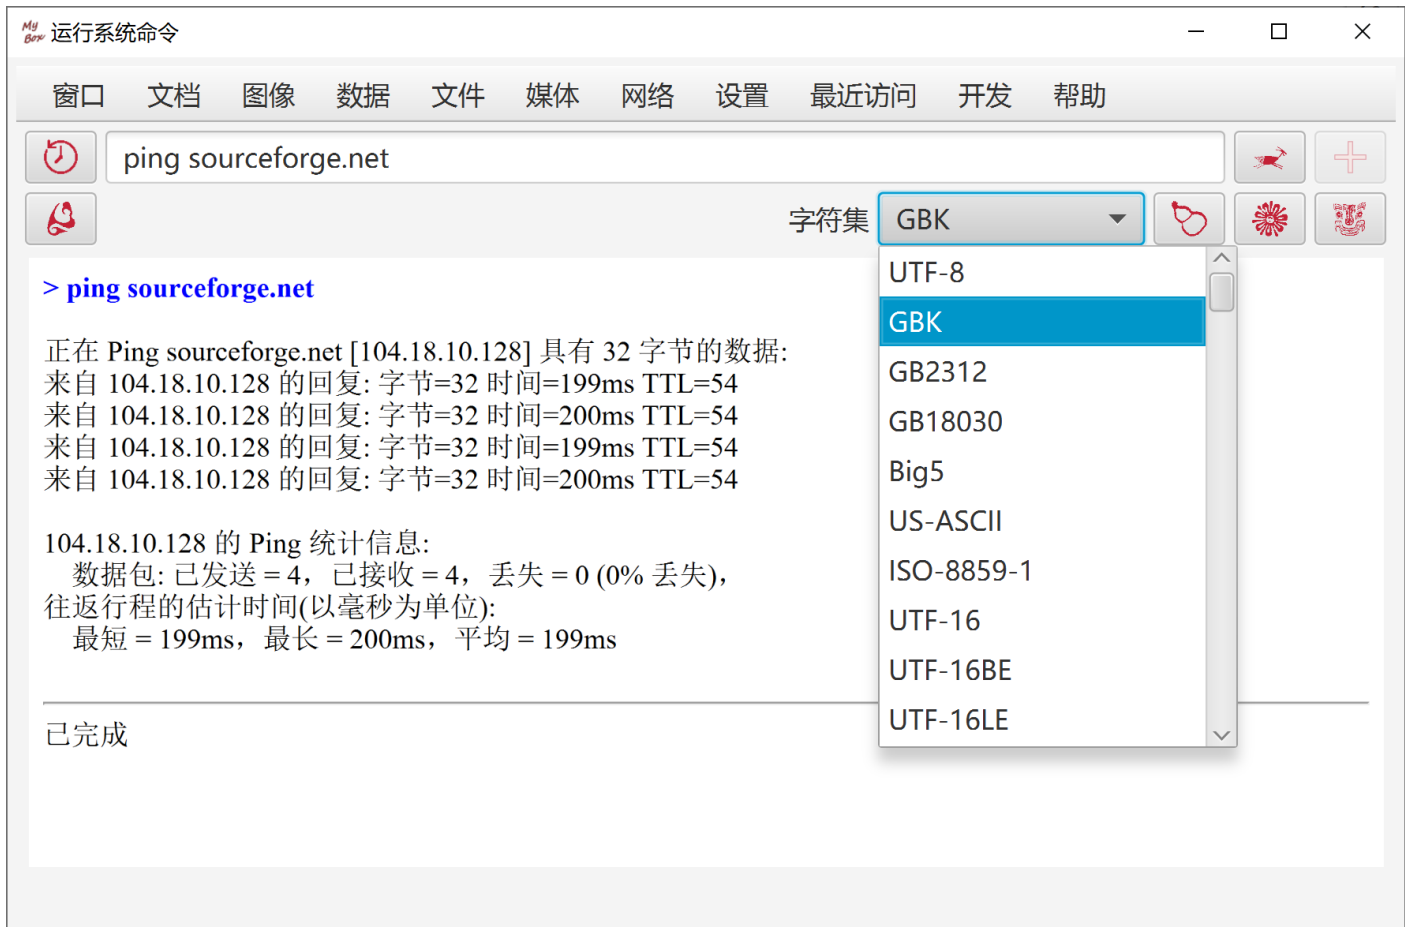 My Box 运行系统命令
窗口 文档 图像 数据 文件 媒体 网络 设置 最近访问 开发 帮助
ping sourceforge.net
字符集 GBK
UTF-8
GBK
GB2312
GB18030
Big5
US-ASCII
ISO-8859-1
UTF-16
UTF-16BE
UTF-16LE
> ping sourceforge.net
正在 Ping sourceforge.net [104.18.10.128] 具有 32 字节的数据:
来自 104.18.10.128 的回复: 字节=32 时间=199ms TTL=54
来自 104.18.10.128 的回复: 字节=32 时间=200ms TTL=54
来自 104.18.10.128 的回复: 字节=32 时间=199ms TTL=54
来自 104.18.10.128 的回复: 字节=32 时间=200ms TTL=54
104.18.10.128 的 Ping 统计信息:
数据包: 已发送 = 4，已接收 = 4，丢失 = 0 (0% 丢失)，
往返行程的估计时间(以毫秒为单位):
最短 = 199ms，最长 = 200ms，平均 = 199ms
已完成